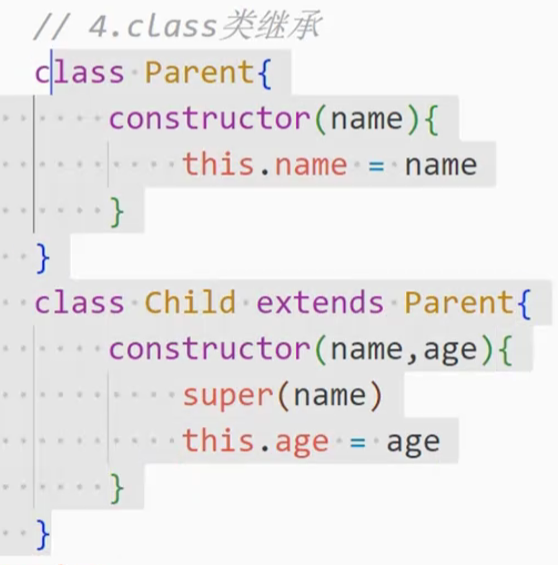 // 4.class类继承
class Parent{
constructor(name){
this.name = name
}
}
class Child extends Parent{
constructor(name,age){
super(name)
this.age = age
}
}